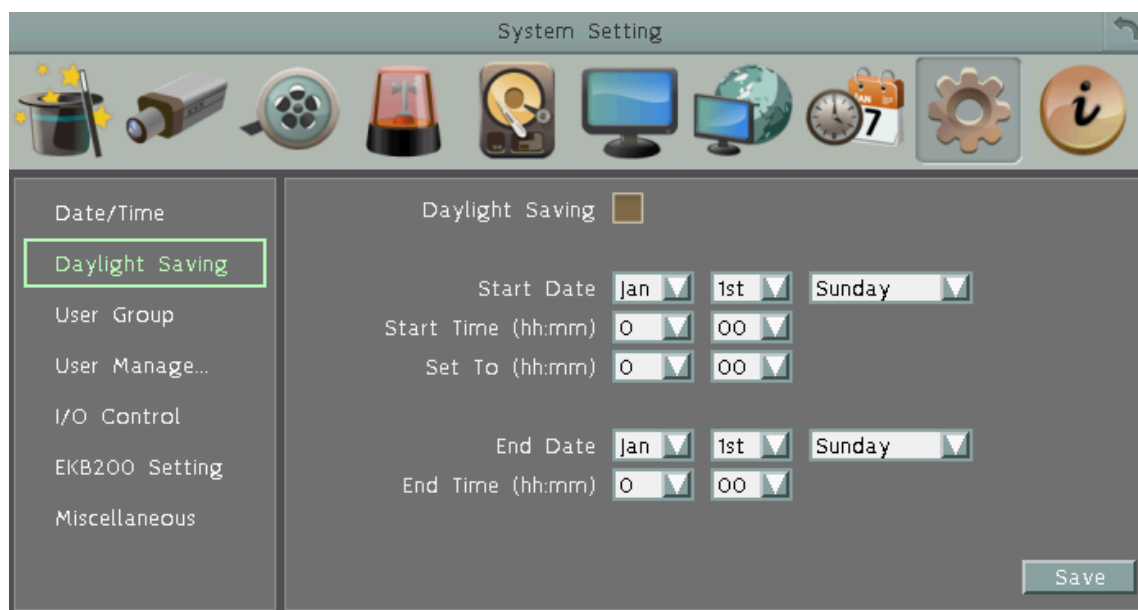 System Setting
AN
7
i
Date/Time
Daylight Saving
User Group
User Manage...
I/O Control
EKB200 Setting
Miscellaneous
Daylight Saving
Start Date Jan 1st Sunday
Start Time (hh:mm) 0 00
Set To (hh:mm) 0 00
End Date Jan 1st Sunday
End Time (hh:mm) 0 00
Save